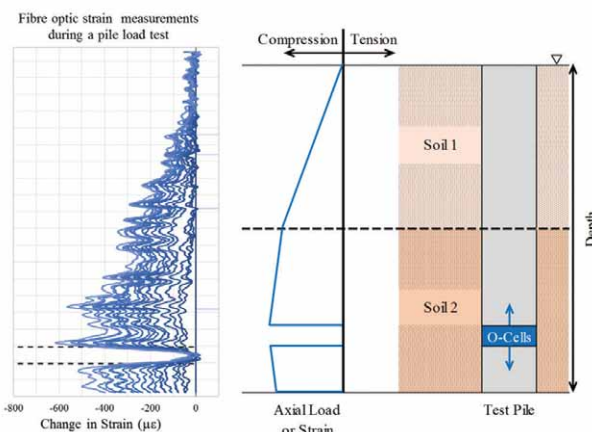 Fibre optic strain measurements
during a pile load test
Compression
Tension
Soil 1
Soil 2
O-Cells
Depth
-800
-600
-400
-200
0
Change in Strain (με)
Axial Load
or Strain
Test Pile